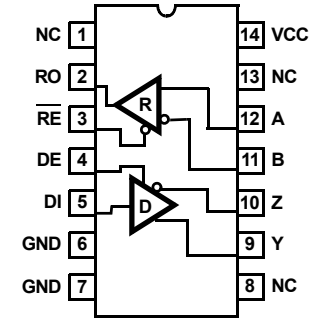 NC 1 14 VCC
RO 2 13 NC
R
RE 3 12 A
DE 4 11 B
DI 5 D 10 Z
GND 6 9 Y
GND 7 8 NC